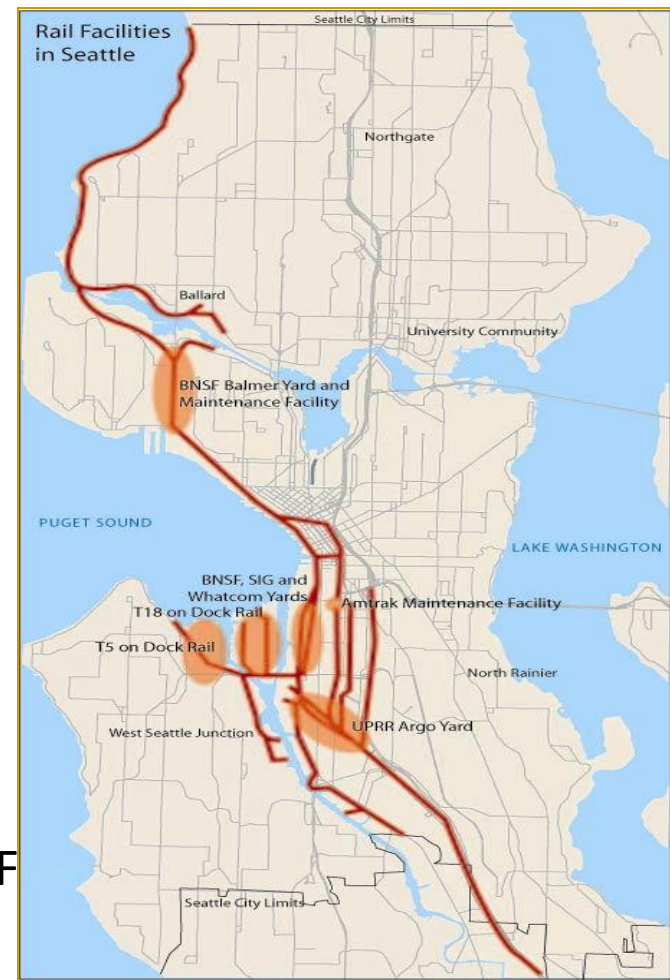 Seattle City Limits
Rail Facilities
in Seattle
Northgate
Ballard
University Community
BNSF Balmer Yard and
Maintenance Facility
PUGET SOUND
LAKE WASHINGTON
BNSF, SIG and
Whatcom Yards
Amtrak Maintenance Facility
T18 on Dock Rail
T5 on Dock Rail
North Rainier
UPRR Argo Yard
West Seattle Junction
F
Seattle City Limits